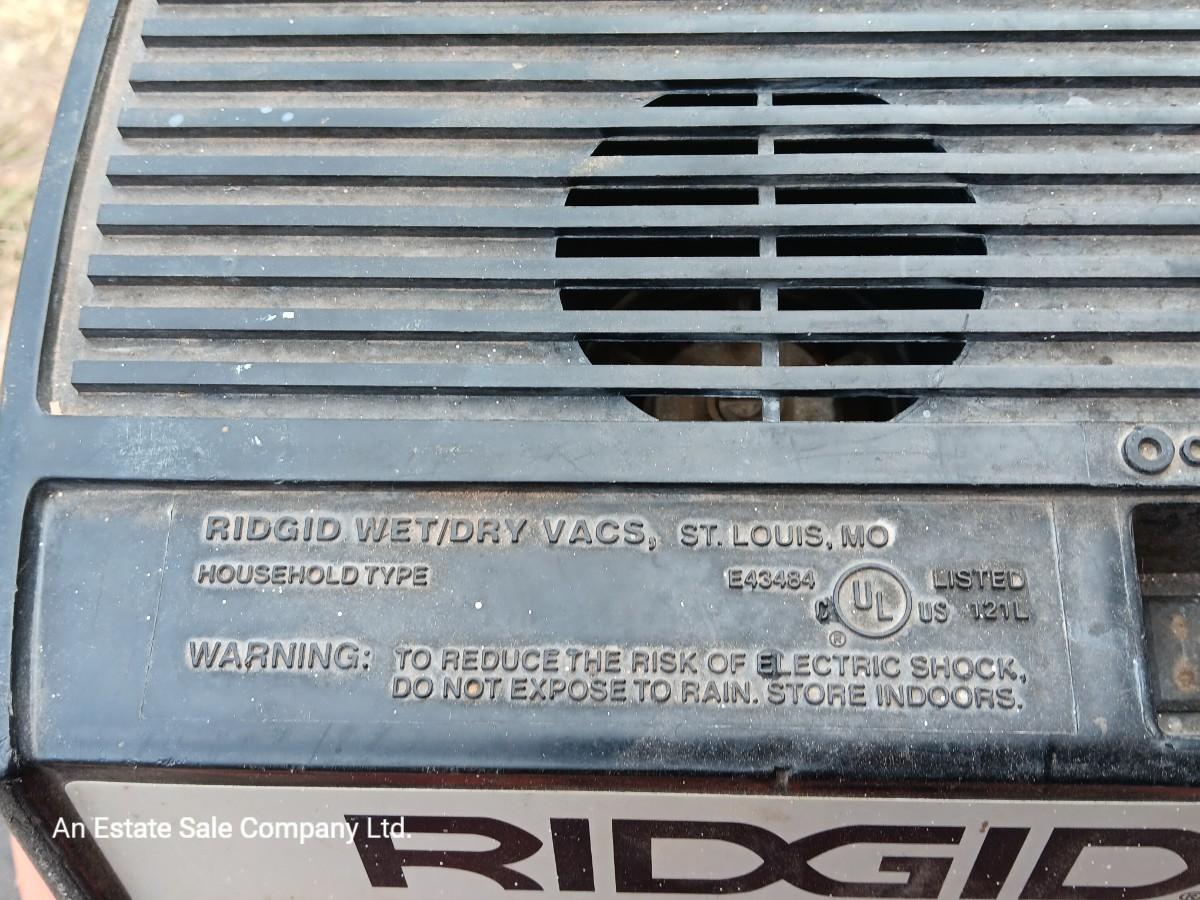 RIDGID WET/DRY VACS, ST. LOUIS, MO
HOUSEHOLD TYPE
E43484 UL LISTED
C US 121L
®
WARNING: TO REDUCE THE RISK OF ELECTRIC SHOCK,
DO NOT EXPOSE TO RAIN. STORE INDOORS.
An Estate Sale Company Ltd.
RIDGID